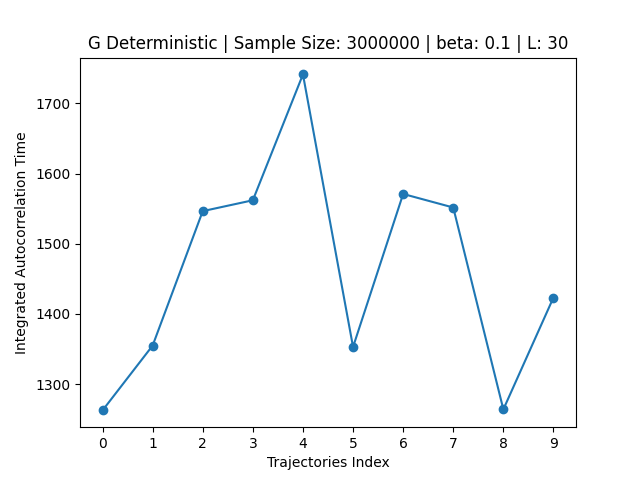 G Deterministic | Sample Size: 3000000 | beta: 0.1 | L: 30
Integrated Autocorrelation Time
1700
1600
1500
1400
1300
0 1 2 3 4 5 6 7 8 9
Trajectories Index